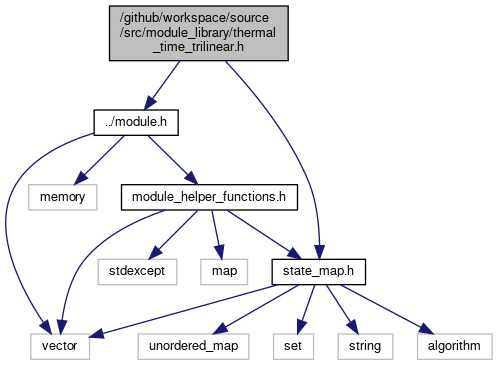 /github/workspace/source
/src/module_library/thermal
_time_trilinear.h
../module.h
memory
module_helper_functions.h
stdexcept
map
state_map.h
vector
unordered_map
set
string
algorithm